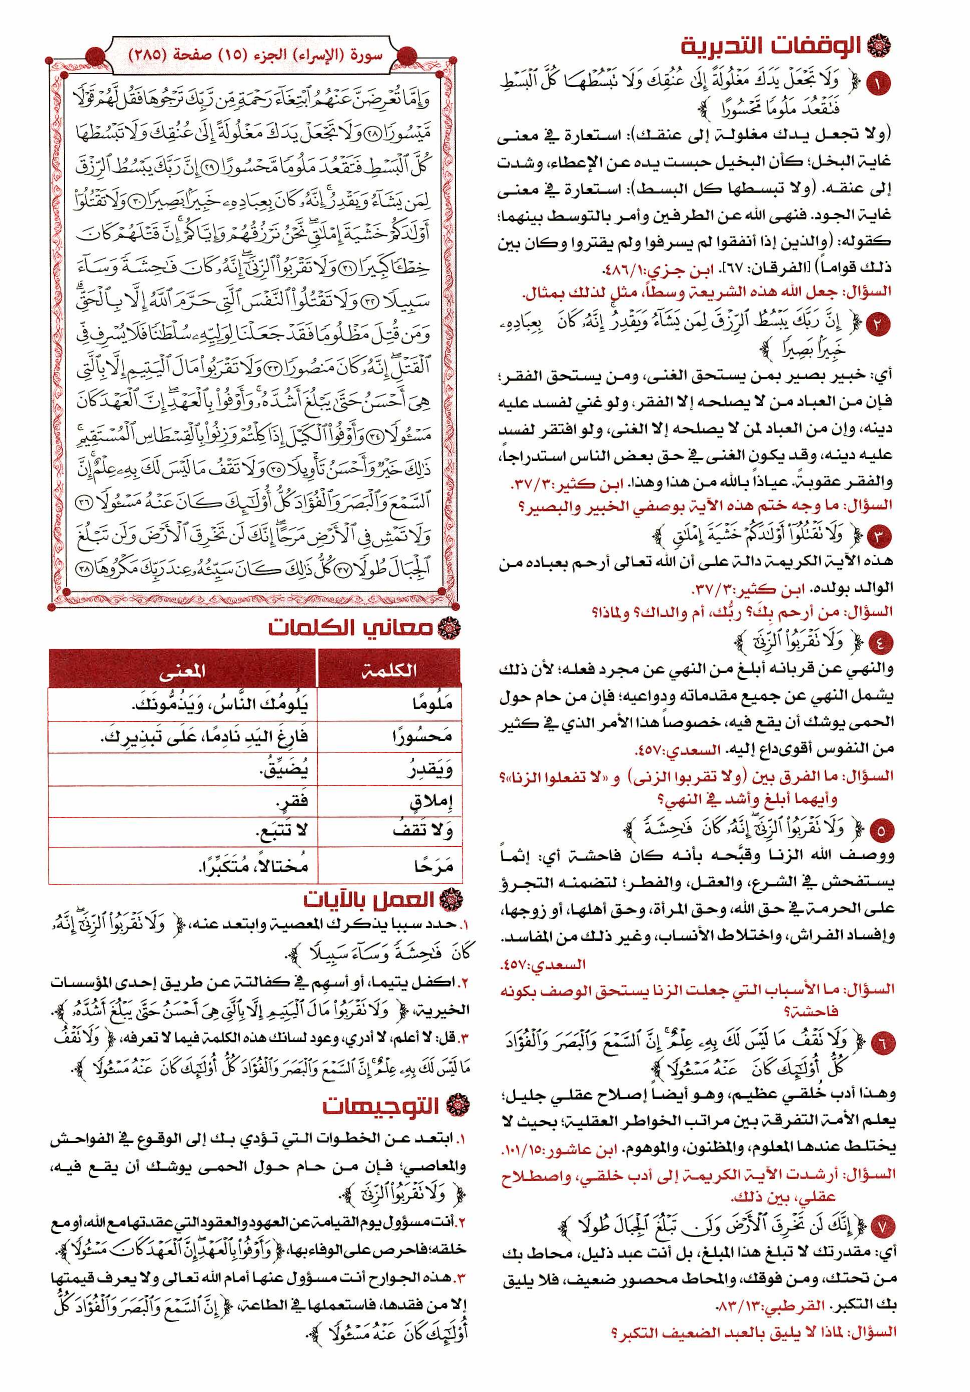 الوقفات التدبرية
١ ﴿ وَلَا تَجْعَلْ يَدَكَ مَغْلُولَةً إِلَىٰ عُنُقِكَ وَلَا تَبْسُطْهَا كُلَّ ٱلْبَسْطِ
فَتَقْعُدَ مَلُومًا مَّحْسُورًا ﴾
(ولا تجعل يدك مغلولة إلى عنقك): استعارة في معنى
غاية البخل؛ كأن البخيل حبست يده عن الإعطاء، وشدت
إلى عنقه. (ولا تبسطها كل البسط): استعارة في معنى
غاية الجود. فنهى الله عن الطرفين وأمر بالتوسط بينهما؛
كقوله: (والذين إذا أنفقوا لم يسرفوا ولم يقتروا وكان بين
ذلك قواماً) [الفرقان: ٦٧]. ابن جزي:٤٨٦/١.
السؤال: جعل الله هذه الشريعة وسطاً، مثل لذلك بمثال.
٢ ﴿ إِنَّ رَبَّكَ يَبْسُطُ ٱلرِّزْقَ لِمَن يَشَآءُ وَيَقْدِرُ ۚ إِنَّهُۥ كَانَ بِعِبَادِهِۦ
خَبِيرًۢا بَصِيرًا ﴾
أي: خبير بصير بمن يستحق الغنى، ومن يستحق الفقر؛
فإن من العباد من لا يصلحه إلا الفقر، ولو غني لفسد عليه
دينه، وإن من العباد لمن لا يصلحه إلا الغنى، ولو افتقر لفسد
عليه دينه، وقد يكون الغنى في حق بعض الناس استدراجاً،
والفقر عقوبة. عياذاً بالله من هذا وهذا. ابن كثير:٣٧/٣.
السؤال: ما وجه ختم هذه الآية بوصفي الخبير والبصير؟
٣ ﴿ وَلَا تَقْتُلُوٓا۟ أَوْلَـٰدَكُمْ خَشْيَةَ إِمْلَـٰقٍ ﴾
هذه الآية الكريمة دالة على أن الله تعالى أرحم بعباده من
الوالد بولده. ابن كثير:٣٧/٣.
السؤال: من أرحم بِكَ؟ ربُّك، أم والداك؟ ولماذا؟
٤ ﴿ وَلَا تَقْرَبُوا۟ ٱلزِّنَىٰٓ ﴾
والنهي عن قربانه أبلغ من النهي عن مجرد فعله؛ لأن ذلك
يشمل النهي عن جميع مقدماته ودواعيه؛ فإن من حام حول
الحمى يوشك أن يقع فيه، خصوصاً هذا الأمر الذي في كثير
من النفوس أقوى داع إليه. السعدي:٤٥٧.
السؤال: ما الفرق بين (ولا تقربوا الزنى) و «لا تفعلوا الزنا»؟
وأيهما أبلغ وأشد في النهي؟
٥ ﴿ وَلَا تَقْرَبُوا۟ ٱلزِّنَىٰٓ ۖ إِنَّهُۥ كَانَ فَـٰحِشَةً ﴾
ووصف الله الزنا وقبَّحه بأنه كان فاحشة أي: إثماً
يستفحش في الشرع، والعقل، والفطر؛ لتضمنه التجرؤ
على الحرمة في حق الله، وحق المرأة، وحق أهلها، أو زوجها،
وإفساد الفراش، واختلاط الأنساب، وغير ذلك من المفاسد.
السعدي:٤٥٧.
السؤال: ما الأسباب التي جعلت الزنا يستحق الوصف بكونه
فاحشة؟
٦ ﴿ وَلَا تَقْفُ مَا لَيْسَ لَكَ بِهِۦ عِلْمٌ ۚ إِنَّ ٱلسَّمْعَ وَٱلْبَصَرَ وَٱلْفُؤَادَ
كُلُّ أُو۟لَـٰٓئِكَ كَانَ عَنْهُ مَسْـُٔولًا ﴾
وهذا أدب خُلقي عظيم، وهو أيضاً إصلاح عقلي جليل؛
يعلم الأمة التفرقة بين مراتب الخواطر العقلية؛ بحيث لا
يختلط عندها المعلوم، والمظنون، والموهوم. ابن عاشور:١٠١/١٥.
السؤال: أرشدت الآية الكريمة إلى أدب خلقي، واصطلاح
عقلي، بين ذلك.
٧ ﴿ إِنَّكَ لَن تَخْرِقَ ٱلْأَرْضَ وَلَن تَبْلُغَ ٱلْجِبَالَ طُولًا ﴾
أي: مقدرتك لا تبلغ هذا المبلغ، بل أنت عبد ذليل، محاط بك
من تحتك، ومن فوقك، والمحاط محصور ضعيف، فلا يليق
بك التكبر. القرطبي:٨٣/١٣.
السؤال: لماذا لا يليق بالعبد الضعيف التكبر؟
سورة (الإسراء) الجزء (١٥) صفحة (٢٨٥)
وَإِمَّا تُعْرِضَنَّ عَنْهُمُ ٱبْتِغَآءَ رَحْمَةٍ مِّن رَّبِّكَ تَرْجُوهَا فَقُل لَّهُمْ قَوْلًا
مَّيْسُورًا ٢٨ وَلَا تَجْعَلْ يَدَكَ مَغْلُولَةً إِلَىٰ عُنُقِكَ وَلَا تَبْسُطْهَا
كُلَّ ٱلْبَسْطِ فَتَقْعُدَ مَلُومًا مَّحْسُورًا ٢٩ إِنَّ رَبَّكَ يَبْسُطُ ٱلرِّزْقَ
لِمَن يَشَآءُ وَيَقْدِرُ ۚ إِنَّهُۥ كَانَ بِعِبَادِهِۦ خَبِيرًۢا بَصِيرًا ٣٠ وَلَا تَقْتُلُوٓا۟
أَوْلَـٰدَكُمْ خَشْيَةَ إِمْلَـٰقٍ ۖ نَّحْنُ نَرْزُقُهُمْ وَإِيَّاكُمْ ۚ إِنَّ قَتْلَهُمْ كَانَ
خِطْـًٔا كَبِيرًا ٣١ وَلَا تَقْرَبُوا۟ ٱلزِّنَىٰٓ ۖ إِنَّهُۥ كَانَ فَـٰحِشَةً وَسَآءَ
سَبِيلًا ٣٢ وَلَا تَقْتُلُوا۟ ٱلنَّفْسَ ٱلَّتِى حَرَّمَ ٱللَّهُ إِلَّا بِٱلْحَقِّ ۗ
وَمَن قُتِلَ مَظْلُومًا فَقَدْ جَعَلْنَا لِوَلِيِّهِۦ سُلْطَـٰنًا فَلَا يُسْرِف فِّى
ٱلْقَتْلِ ۖ إِنَّهُۥ كَانَ مَنصُورًا ٣٣ وَلَا تَقْرَبُوا۟ مَالَ ٱلْيَتِيمِ إِلَّا بِٱلَّتِى
هِىَ أَحْسَنُ حَتَّىٰ يَبْلُغَ أَشُدَّهُۥ ۚ وَأَوْفُوا۟ بِٱلْعَهْدِ ۖ إِنَّ ٱلْعَهْدَ كَانَ
مَسْـُٔولًا ٣٤ وَأَوْفُوا۟ ٱلْكَيْلَ إِذَا كِلْتُمْ وَزِنُوا۟ بِٱلْقِسْطَاسِ ٱلْمُسْتَقِيمِ ۚ
ذَٰلِكَ خَيْرٌ وَأَحْسَنُ تَأْوِيلًا ٣٥ وَلَا تَقْفُ مَا لَيْسَ لَكَ بِهِۦ عِلْمٌ ۚ إِنَّ
ٱلسَّمْعَ وَٱلْبَصَرَ وَٱلْفُؤَادَ كُلُّ أُو۟لَـٰٓئِكَ كَانَ عَنْهُ مَسْـُٔولًا ٣٦
وَلَا تَمْشِ فِى ٱلْأَرْضِ مَرَحًا ۖ إِنَّكَ لَن تَخْرِقَ ٱلْأَرْضَ وَلَن تَبْلُغَ
ٱلْجِبَالَ طُولًا ٣٧ كُلُّ ذَٰلِكَ كَانَ سَيِّئُهُۥ عِندَ رَبِّكَ مَكْرُوهًا ٣٨
معاني الكلمات
الكلمة المعنى
مَلُومًا يَلُومُكَ النَّاسُ، وَيَذُمُّونَكَ.
مَحسُورًا فارِغَ اليَدِ نَادِمًا، عَلَى تَبذِيرِكَ.
وَيَقدِرُ يُضَيِّقُ.
إِملاقٍ فَقرٍ.
وَلا تَقفُ لا تَتَّبَع.
مَرَحًا مُختالاً، مُتَكَبِّرًا.
العمل بالآيات
١. حدد سببا يذكرك المعصية وابتعد عنه، ﴿ وَلَا تَقْرَبُوا۟ ٱلزِّنَىٰٓ ۖ إِنَّهُۥ
كَانَ فَـٰحِشَةً وَسَآءَ سَبِيلًا ﴾.
٢. اكفل يتيما، أو أسهم في كفالته عن طريق إحدى المؤسسات
الخيرية، ﴿ وَلَا تَقْرَبُوا۟ مَالَ ٱلْيَتِيمِ إِلَّا بِٱلَّتِى هِىَ أَحْسَنُ حَتَّىٰ يَبْلُغَ أَشُدَّهُۥ ﴾.
٣. قل: لا أعلم، لا أدري، وعود لسانك هذه الكلمة فيما لا تعرفه، ﴿ وَلَا تَقْفُ
مَا لَيْسَ لَكَ بِهِۦ عِلْمٌ ۚ إِنَّ ٱلسَّمْعَ وَٱلْبَصَرَ وَٱلْفُؤَادَ كُلُّ أُو۟لَـٰٓئِكَ كَانَ عَنْهُ مَسْـُٔولًا ﴾.
التوجيهات
١. ابتعد عن الخطوات التي تؤدي بك إلى الوقوع في الفواحش
والمعاصي؛ فإن من حام حول الحمى يوشك أن يقع فيه،
﴿ وَلَا تَقْرَبُوا۟ ٱلزِّنَىٰٓ ﴾.
٢. أنت مسؤول يوم القيامة عن العهود والعقود التي عقدتها مع الله، أو مع
خلقه؛ فاحرص على الوفاء بها، ﴿ وَأَوْفُوا۟ بِٱلْعَهْدِ ۖ إِنَّ ٱلْعَهْدَ كَانَ مَسْـُٔولًا ﴾.
٣. هذه الجوارح أنت مسؤول عنها أمام الله تعالى ولا يعرف قيمتها
إلا من فقدها، فاستعملها في الطاعة، ﴿ إِنَّ ٱلسَّمْعَ وَٱلْبَصَرَ وَٱلْفُؤَادَ كُلُّ
أُو۟لَـٰٓئِكَ كَانَ عَنْهُ مَسْـُٔولًا ﴾.